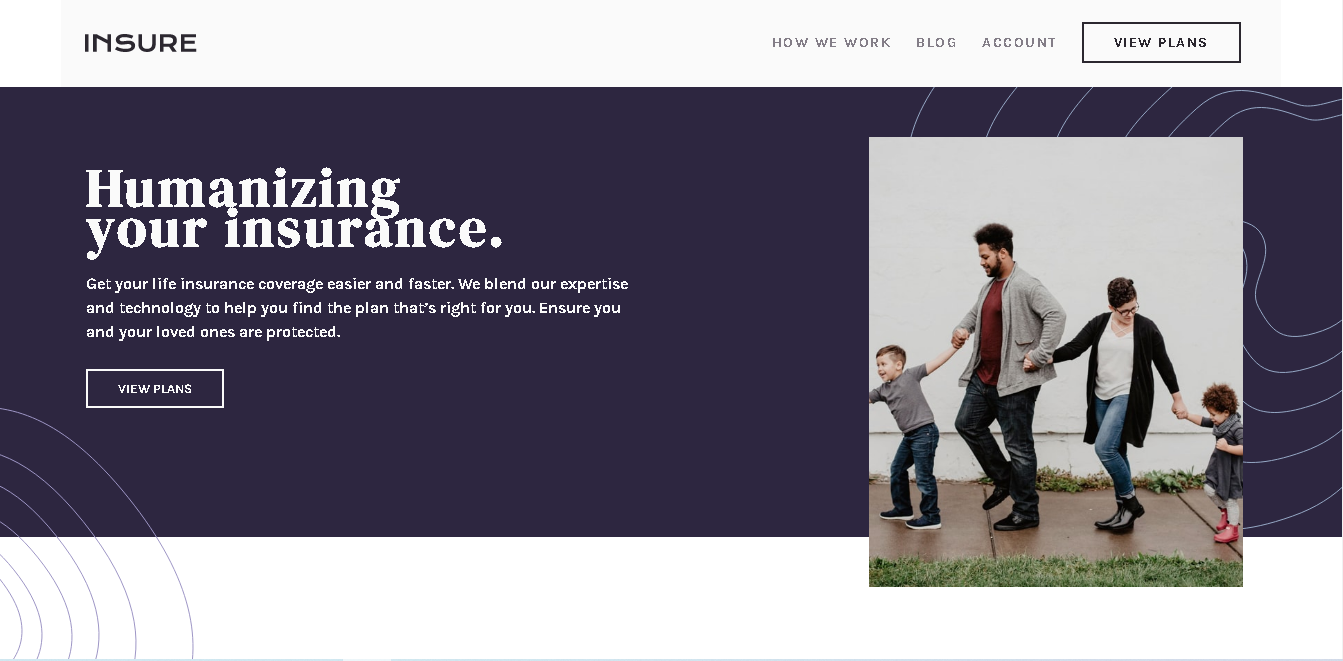 INSURE
HOW WE WORK BLOG ACCOUNT VIEW PLANS
Humanizing
your insurance.
Get your life insurance coverage easier and faster. We blend our expertise
and technology to help you find the plan that’s right for you. Ensure you
and your loved ones are protected.
VIEW PLANS